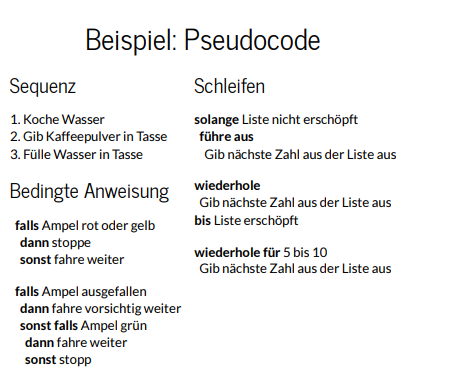 Beispiel: Pseudocode
Sequenz
1. Koche Wasser
2. Gib Kaffeepulver in Tasse
3. Fülle Wasser in Tasse
Bedingte Anweisung
falls Ampel rot oder gelb
dann stoppe
sonst fahre weiter
falls Ampel ausgefallen
dann fahre vorsichtig weiter
sonst falls Ampel grün
dann fahre weiter
sonst stopp
Schleifen
solange Liste nicht erschöpft
führe aus
Gib nächste Zahl aus der Liste aus
wiederhole
Gib nächste Zahl aus der Liste aus
bis Liste erschöpft
wiederhole für 5 bis 10
Gib nächste Zahl aus der Liste aus